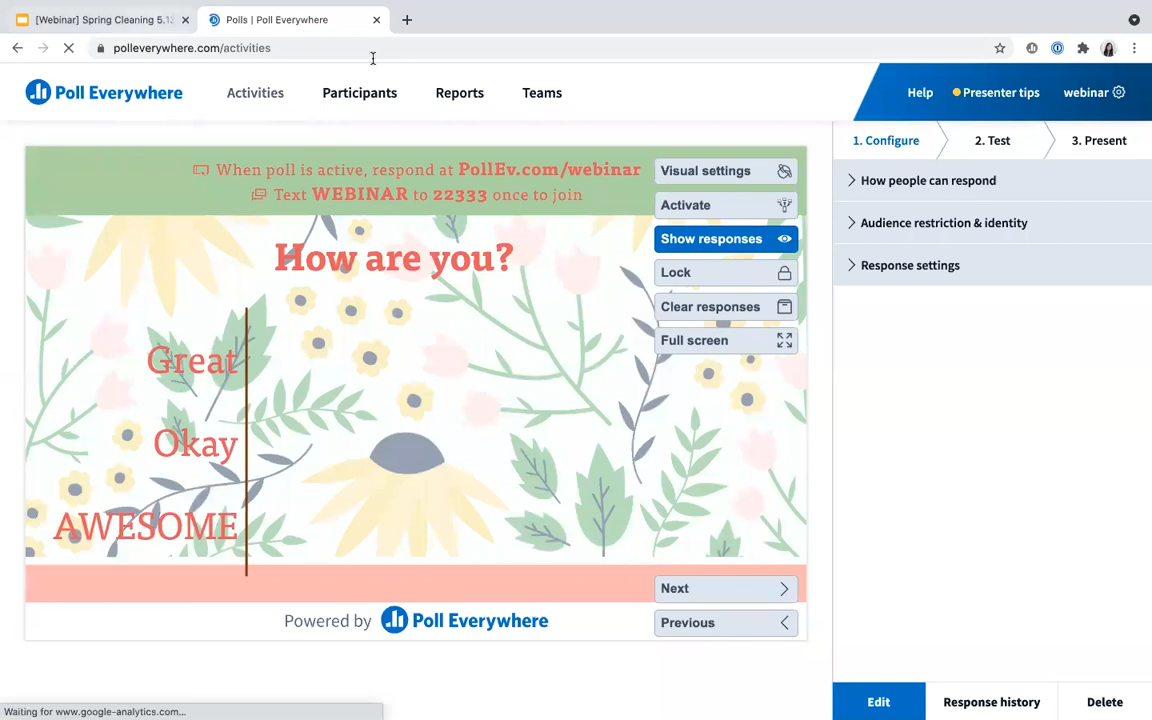 [Webinar] Spring Cleaning 5.13
Polls | Poll Everywhere
polleverywhere.com/activities
Poll Everywhere
Activities
Participants
Reports
Teams
Help
Presenter tips
webinar
1. Configure
2. Test
3. Present
When poll is active, respond at PollEv.com/webinar
Text WEBINAR to 22333 once to join
How are you?
Great
Okay
AWESOME
Visual settings
Activate
Show responses
Lock
Clear responses
Full screen
Next
Previous
Powered by Poll Everywhere
How people can respond
Audience restriction & identity
Response settings
Edit
Response history
Delete
Waiting for www.google-analytics.com...